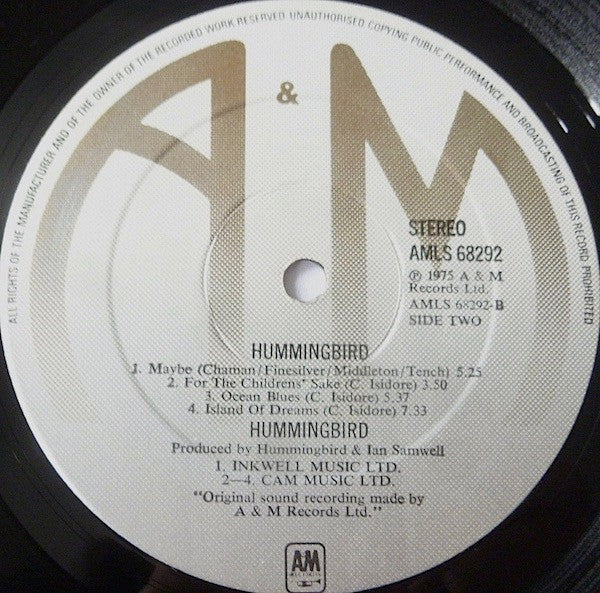 ALL RIGHTS OF THE MANUFACTURER AND OF THE OWNER OF THE RECORDED WORK RESERVED UNAUTHORISED COPYING PUBLIC PERFORMANCE AND BROADCASTING OF THIS RECORD PROHIBITED
A & M
STEREO
AMLS 68292
℗ 1975 A & M
Records Ltd.
AMLS 68292-B
SIDE TWO
HUMMINGBIRD
1. Maybe (Chaman/Finesilver/Middleton/Tench) 5.25
2. For The Childrens' Sake (C. Isidore) 3.50
3. Ocean Blues (C. Isidore) 5.37
4. Island Of Dreams (C. Isidore) 7.33
HUMMINGBIRD
Produced by Hummingbird & Ian Samwell
1. INKWELL MUSIC LTD.
2—4. CAM MUSIC LTD.
"Original sound recording made by
A & M Records Ltd."
AM
RECORDS